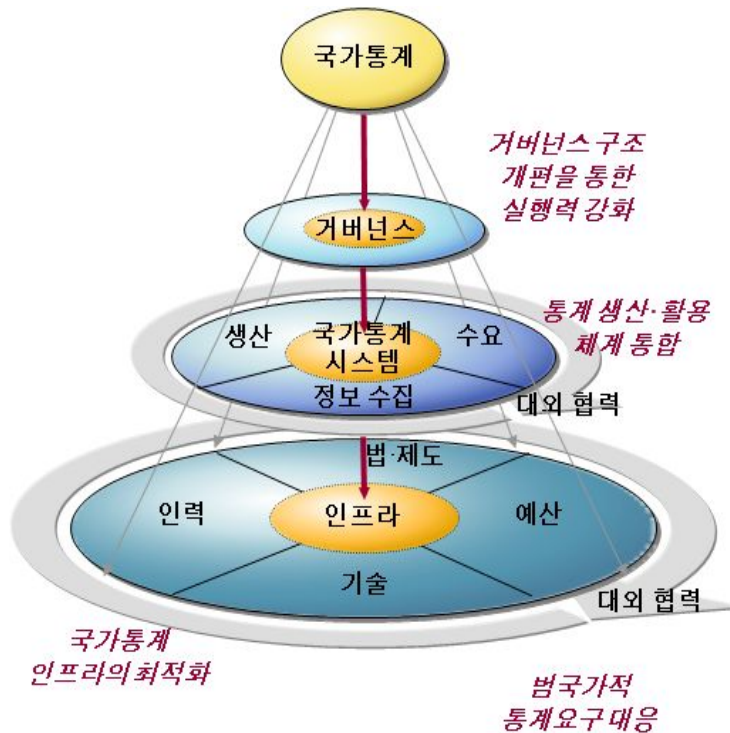 국가통계
거버넌스 구조
개편을 통한
실행력 강화
거버넌스
통계 생산·활용
체계 통합
생산
국가통계
시스템
수요
정보 수집
대외 협력
법·제도
인력
인프라
예산
기술
대외 협력
국가통계
인프라의 최적화
범국가적
통계요구 대응